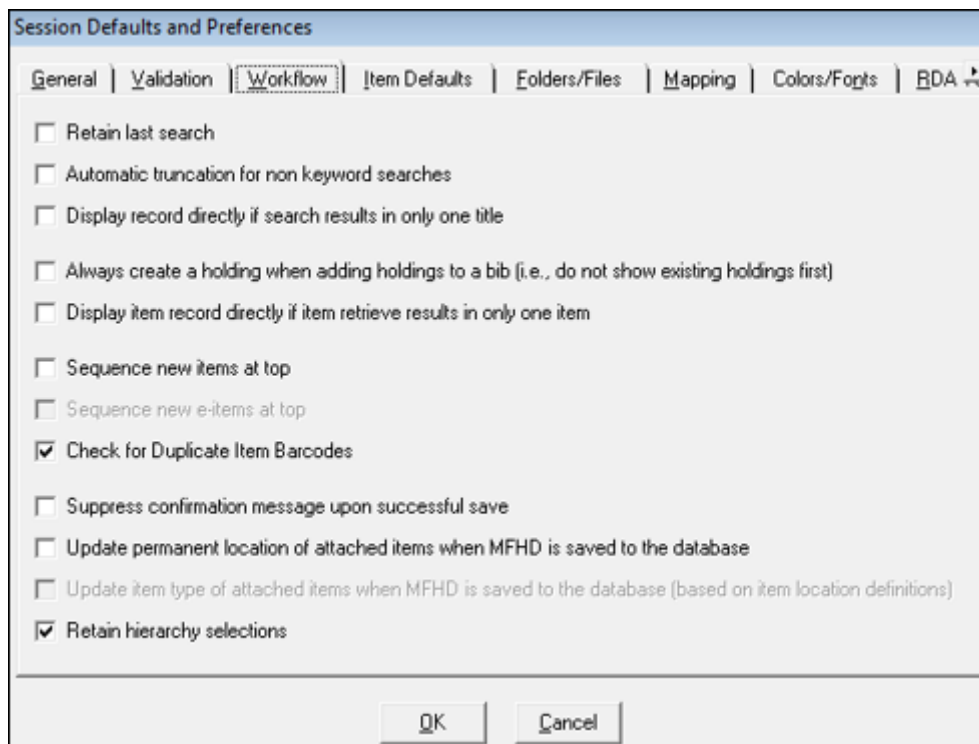 Session Defaults and Preferences
General Validation Workflow Item Defaults Folders/Files Mapping Colors/Fonts RDA
Retain last search
Automatic truncation for non keyword searches
Display record directly if search results in only one title
Always create a holding when adding holdings to a bib (i.e., do not show existing holdings first)
Display item record directly if item retrieve results in only one item
Sequence new items at top
Sequence new e-items at top
Check for Duplicate Item Barcodes
Suppress confirmation message upon successful save
Update permanent location of attached items when MFHD is saved to the database
Update item type of attached items when MFHD is saved to the database (based on item location definitions)
Retain hierarchy selections
OK Cancel